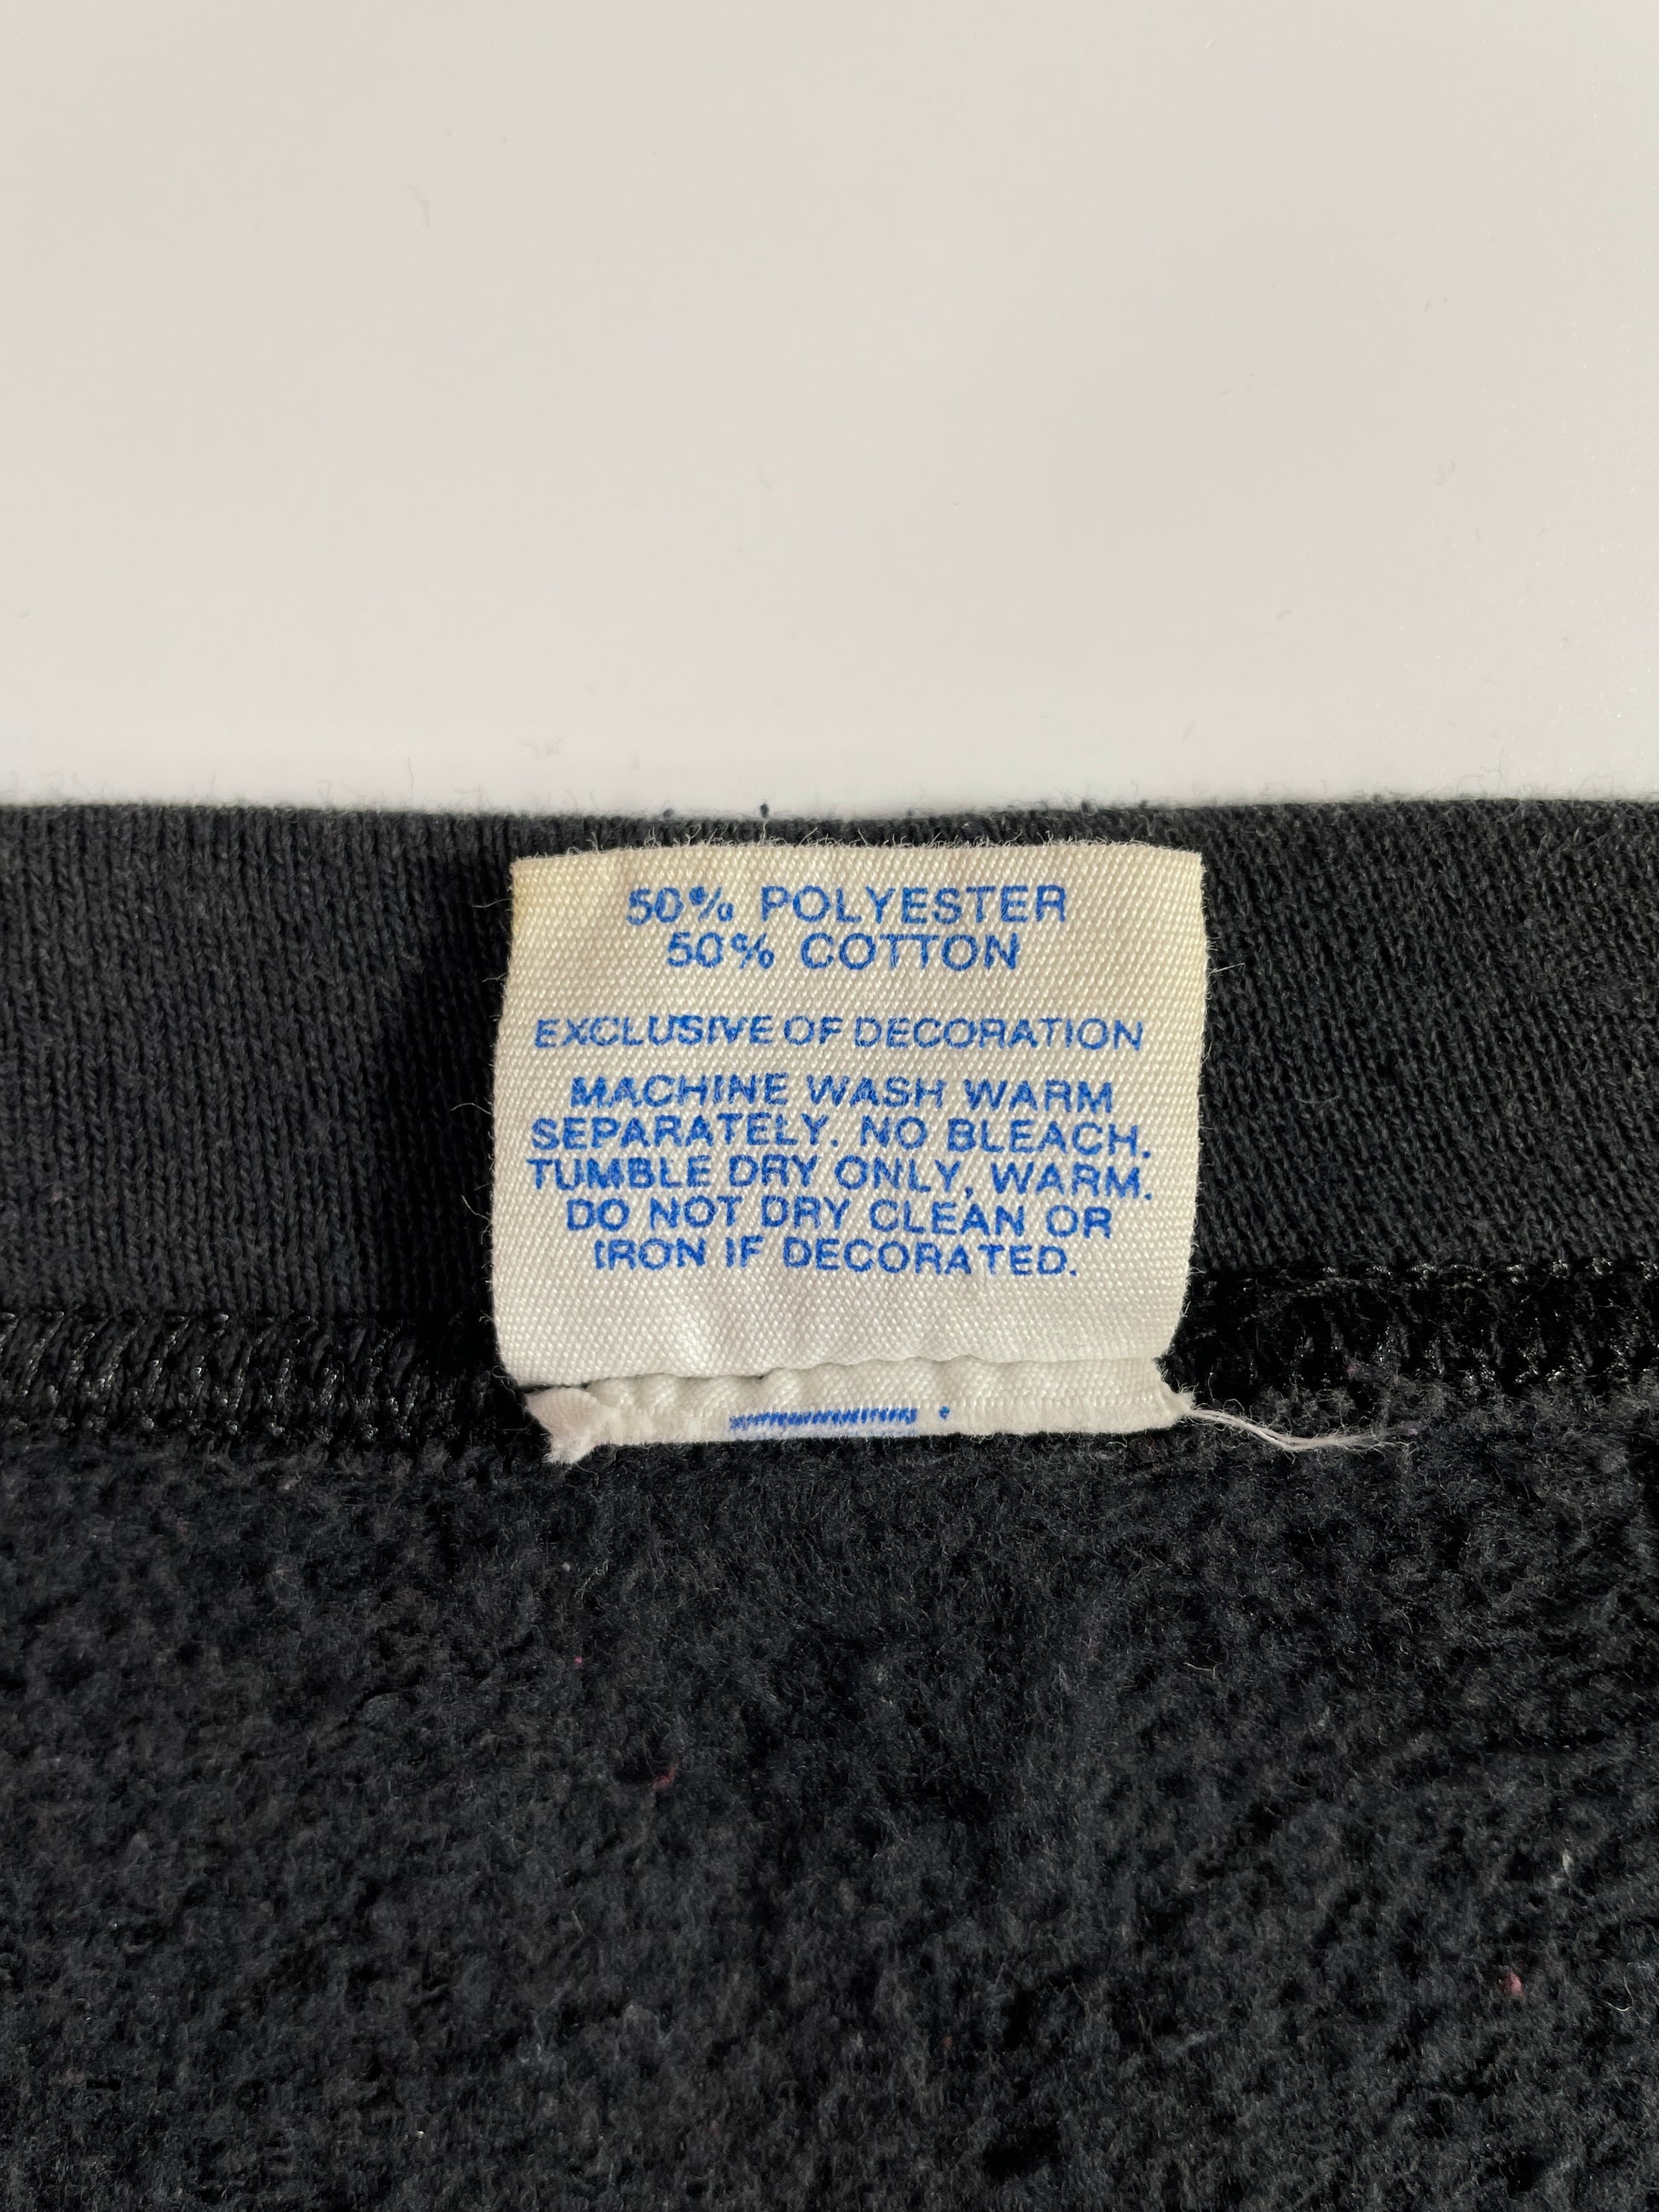 50% POLYESTER
50% COTTON
EXCLUSIVE OF DECORATION
MACHINE WASH WARM
SEPARATELY. NO BLEACH.
TUMBLE DRY ONLY, WARM.
DO NOT DRY CLEAN OR
IRON IF DECORATED.